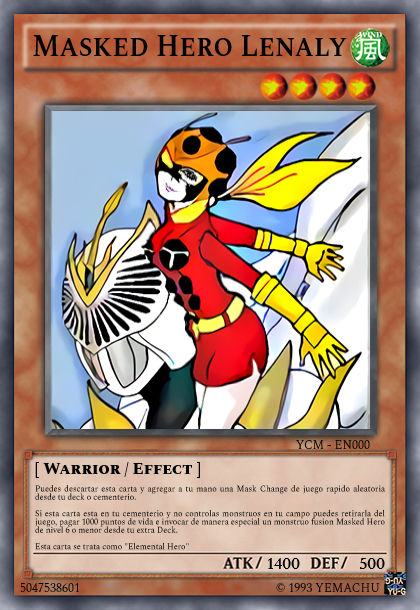 MASKED HERO LENALY
WIND
風
YCM - EN000
[ WARRIOR / EFFECT ]
Puedes descartar esta carta y agregar a tu mano una Mask Change de juego rapido aleatoria
desde tu deck o cementerio.
Si esta carta esta en tu cementerio y no controlas monstruos en tu campo puedes retirarla del
juego, pagar 1000 puntos de vida e invocar de manera especial un monstruo fusion Masked Hero
de nivel 6 o menor desde tu extra Deck.
Esta carta se trata como "Elemental Hero"
ATK / 1400 DEF / 500
5047538601
© 1993 YEMACHU